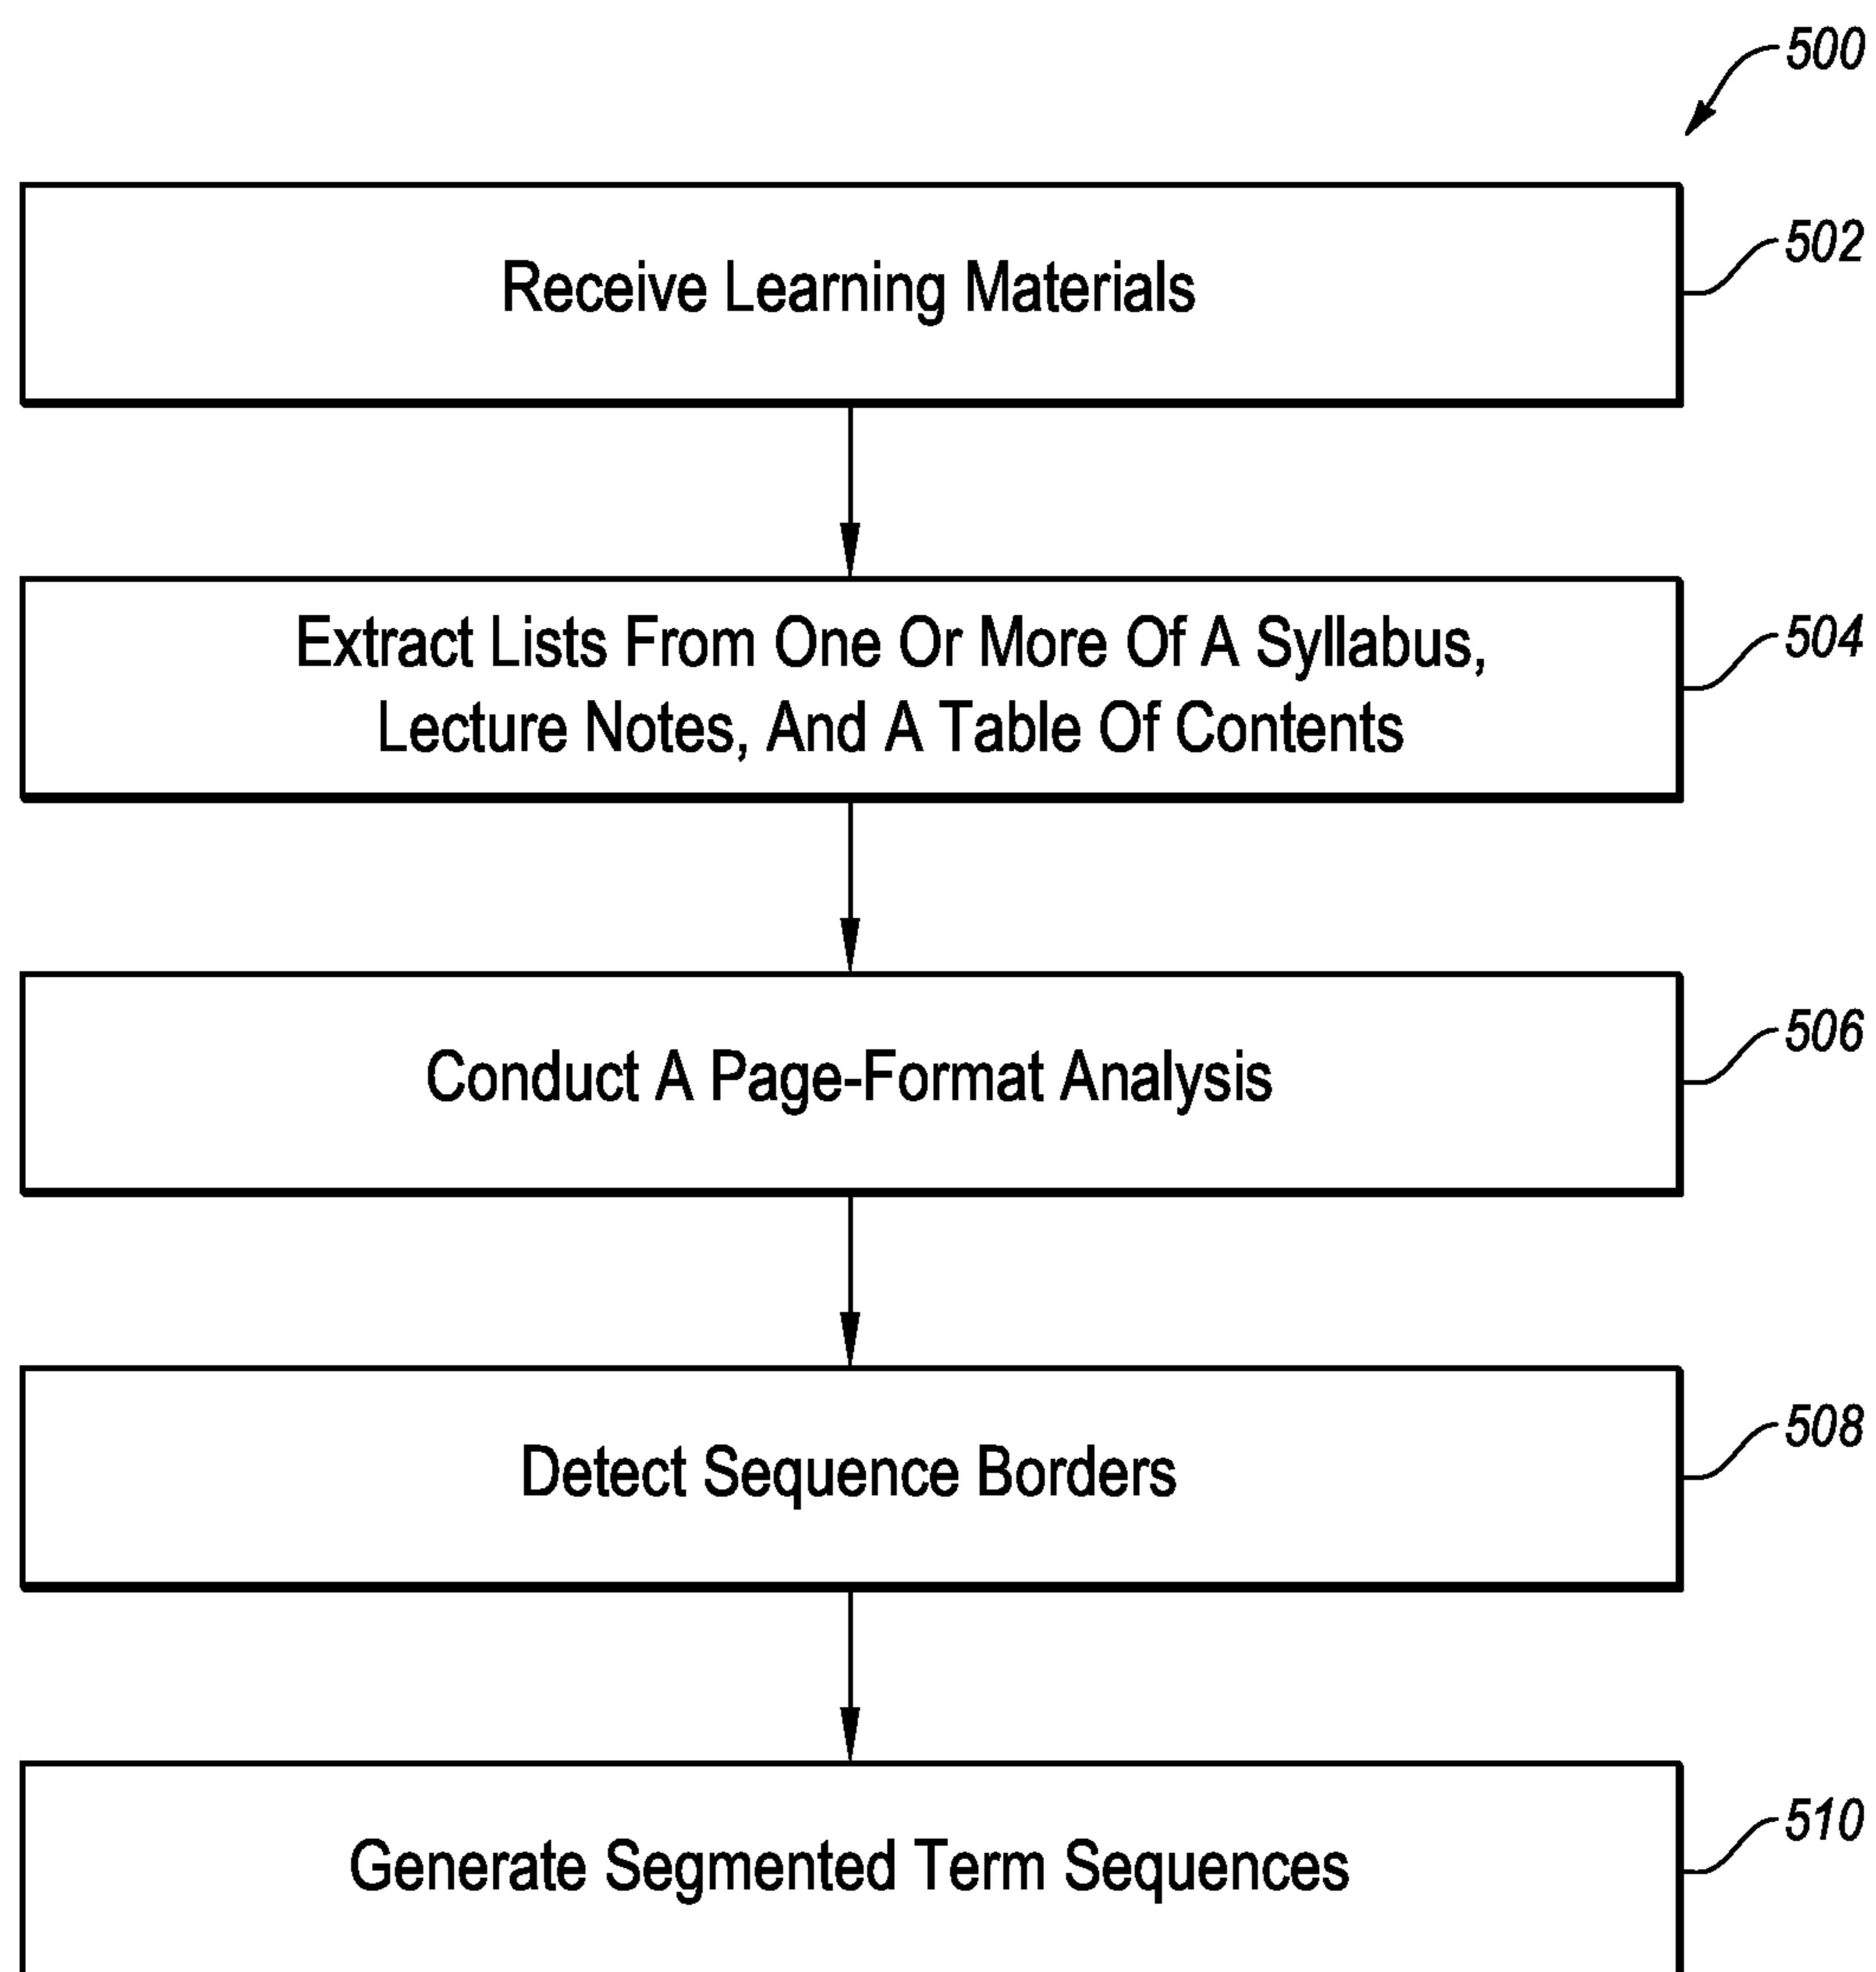 500
Receive Learning Materials
502
Extract Lists From One Or More Of A Syllabus,
Lecture Notes, And A Table Of Contents
504
Conduct A Page-Format Analysis
506
Detect Sequence Borders
508
Generate Segmented Term Sequences
510